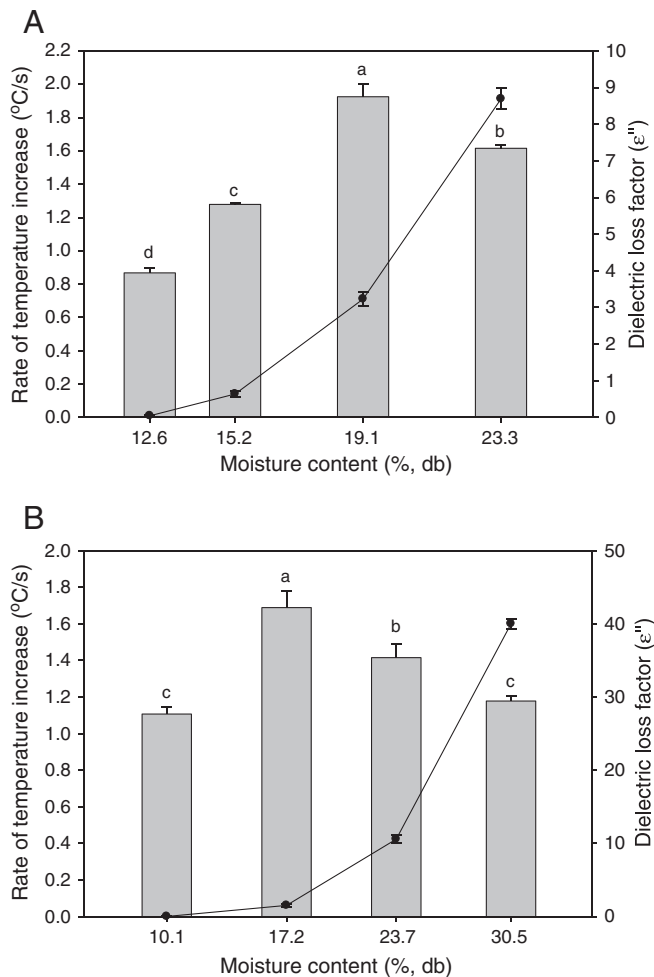 A
2.2
2.0
1.8
1.6
1.4
1.2
1.0
0.8
0.6
0.4
0.2
0.0
Rate of temperature increase (ºC/s)
d
c
a
b
10
9
8
7
6
5
4
3
2
1
0
Dielectric loss factor (ε")
12.6 15.2 19.1 23.3
Moisture content (%, db)
B
2.0
1.8
1.6
1.4
1.2
1.0
0.8
0.6
0.4
0.2
0.0
Rate of temperature increase (ºC/s)
c
a
b
c
50
40
30
20
10
0
Dielectric loss factor (ε")
10.1 17.2 23.7 30.5
Moisture content (%, db)